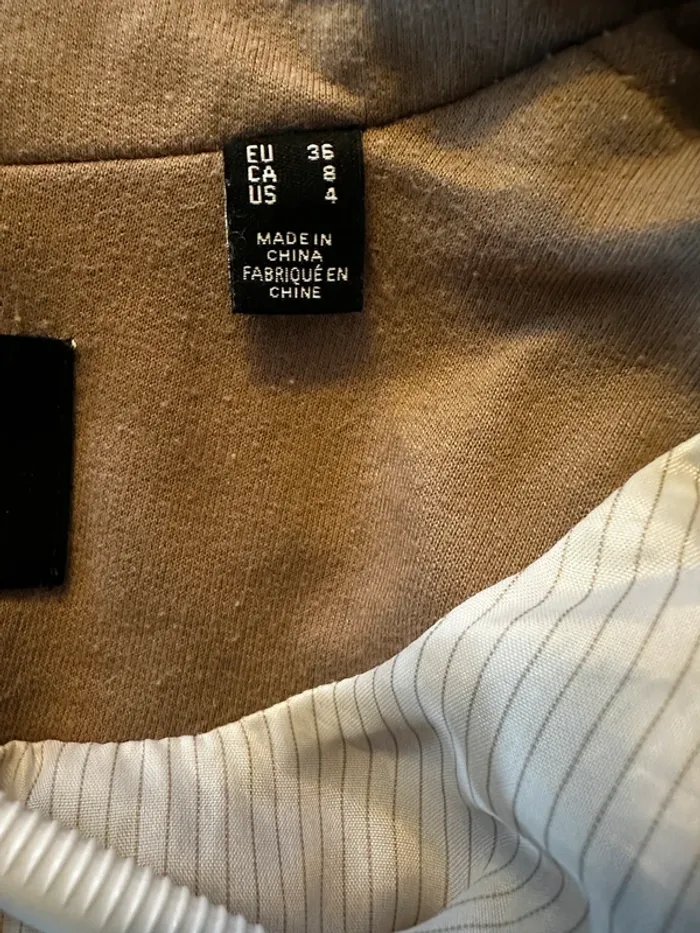 EU 36
CA 8
US 4
MADE IN
CHINA
FABRIQUÉ EN
CHINE